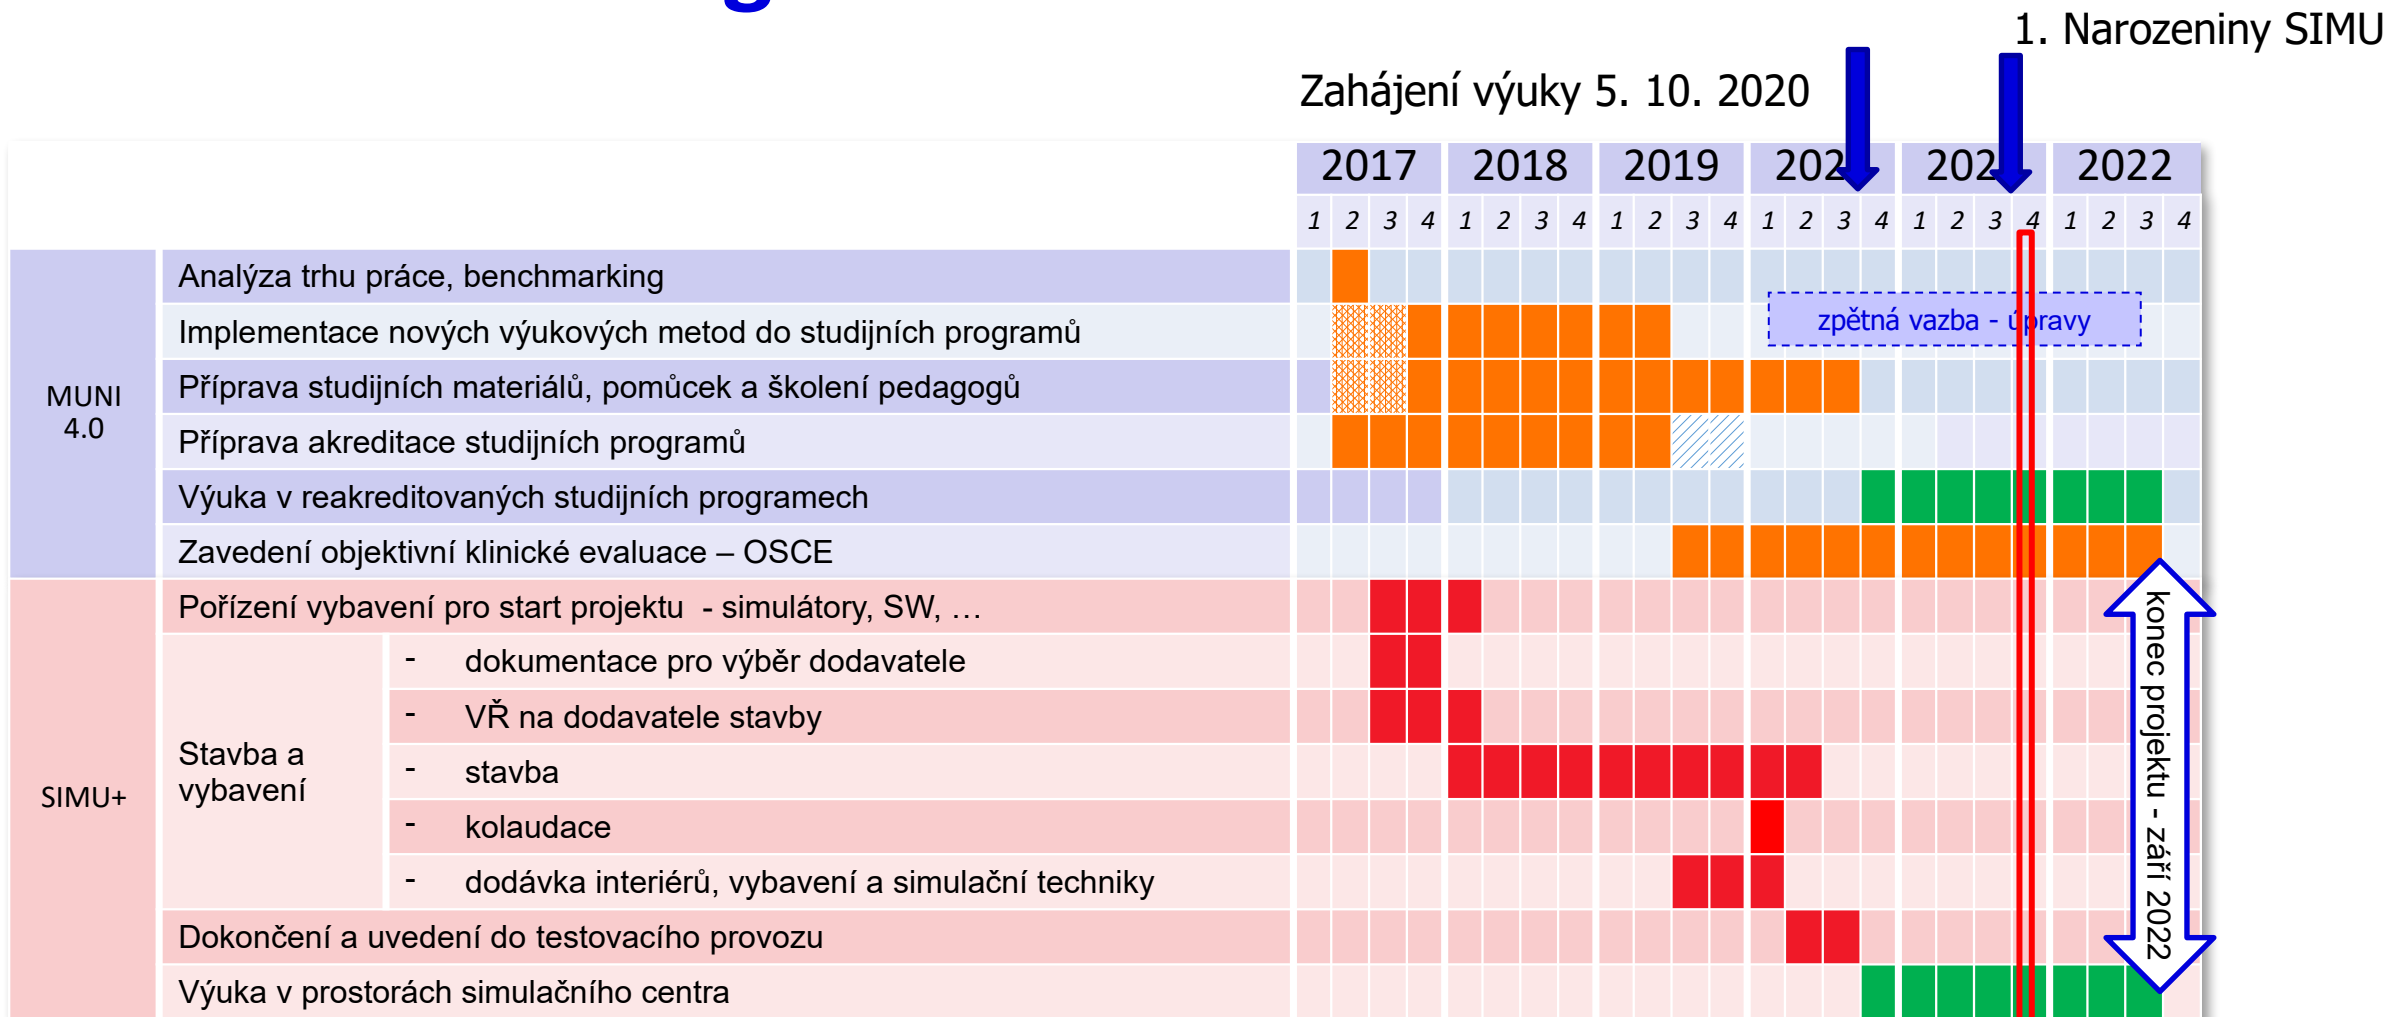 1. Narozeniny SIMU
Zahájení výuky 5. 10. 2020
2017 2018 2019 2022
1 2 3 4 1 2 3 4 1 2 3 4 1 2 3 4 1 2 3 4 1 2 3 4
MUNI
4.0
Analýza trhu práce, benchmarking
Implementace nových výukových metod do studijních programů
zpětná vazba - úpravy
Příprava studijních materiálů, pomůcek a školení pedagogů
Příprava akreditace studijních programů
Výuka v reakreditovaných studijních programech
Zavedení objektivní klinické evaluace – OSCE
SIMU+
Pořízení vybavení pro start projektu - simulátory, SW, …
Stavba a
vybavení
- dokumentace pro výběr dodavatele
- VŘ na dodavatele stavby
- stavba
- kolaudace
- dodávka interiérů, vybavení a simulační techniky
Dokončení a uvedení do testovacího provozu
Výuka v prostorách simulačního centra
konec projektu - září 2022